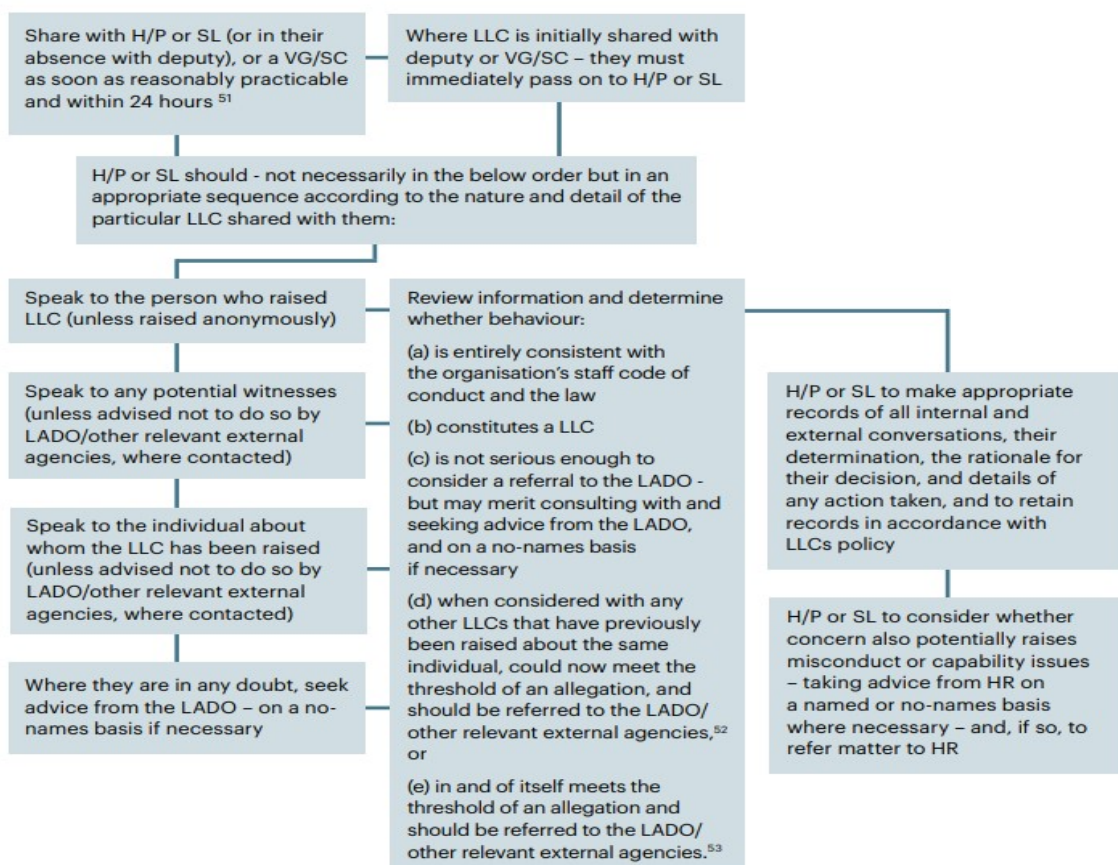 Share with H/P or SL (or in their
absence with deputy), or a VG/SC
as soon as reasonably practicable
and within 24 hours 51
Where LLC is initially shared with
deputy or VG/SC – they must
immediately pass on to H/P or SL
H/P or SL should - not necessarily in the below order but in an
appropriate sequence according to the nature and detail of the
particular LLC shared with them:
Speak to the person who raised
LLC (unless raised anonymously)
Speak to any potential witnesses
(unless advised not to do so by
LADO/other relevant external
agencies, where contacted)
Speak to the individual about
whom the LLC has been raised
(unless advised not to do so by
LADO/other relevant external
agencies, where contacted)
Where they are in any doubt, seek
advice from the LADO – on a no-
names basis if necessary
Review information and determine
whether behaviour:
(a) is entirely consistent with
the organisation's staff code of
conduct and the law
(b) constitutes a LLC
(c) is not serious enough to
consider a referral to the LADO -
but may merit consulting with and
seeking advice from the LADO,
and on a no-names basis
if necessary
(d) when considered with any
other LLCs that have previously
been raised about the same
individual, could now meet the
threshold of an allegation, and
should be referred to the LADO/
other relevant external agencies,52
or
(e) in and of itself meets the
threshold of an allegation and
should be referred to the LADO/
other relevant external agencies.53
H/P or SL to make appropriate
records of all internal and
external conversations, their
determination, the rationale for
their decision, and details of
any action taken, and to retain
records in accordance with
LLCs policy
H/P or SL to consider whether
concern also potentially raises
misconduct or capability issues
– taking advice from HR on
a named or no-names basis
where necessary – and, if so, to
refer matter to HR